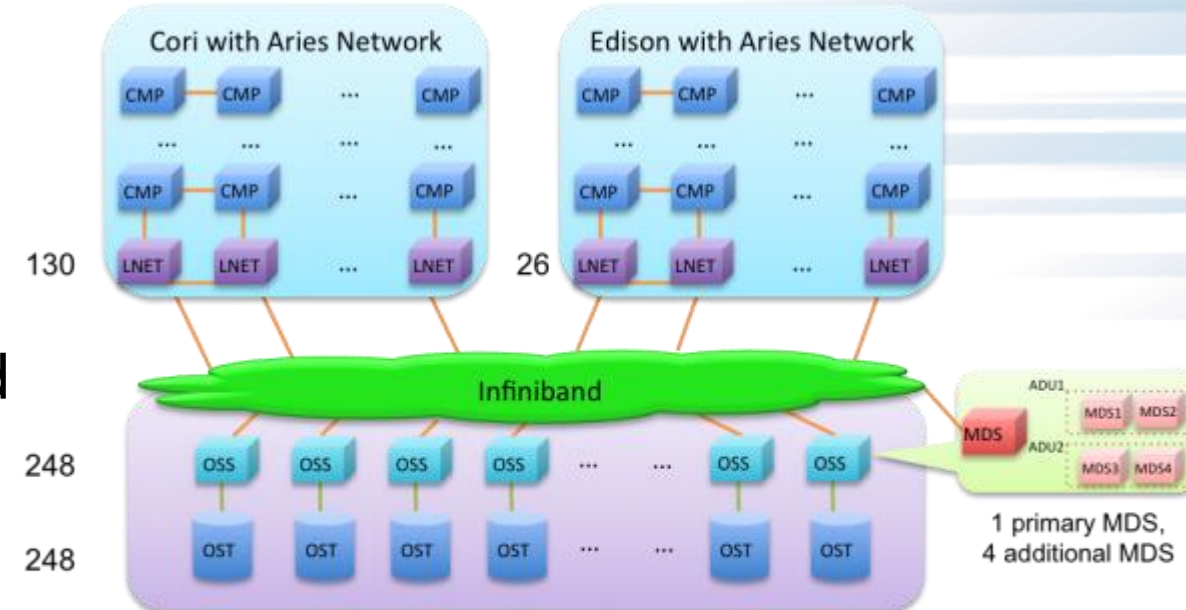 Cori with Aries Network
CMP CMP ... CMP
... ... ... ...
CMP CMP ... CMP
130 LNET LNET ... LNET
Edison with Aries Network
CMP CMP ... CMP
... ... ... ...
CMP CMP ... CMP
26 LNET LNET ... LNET
d
Infiniband
248 OSS OSS OSS OSS ... ... OSS OSS
248 OST OST OST OST ... ... OST OST
MDS
ADU1
MDS1 MDS2
ADU2
MDS3 MDS4
1 primary MDS,
4 additional MDS